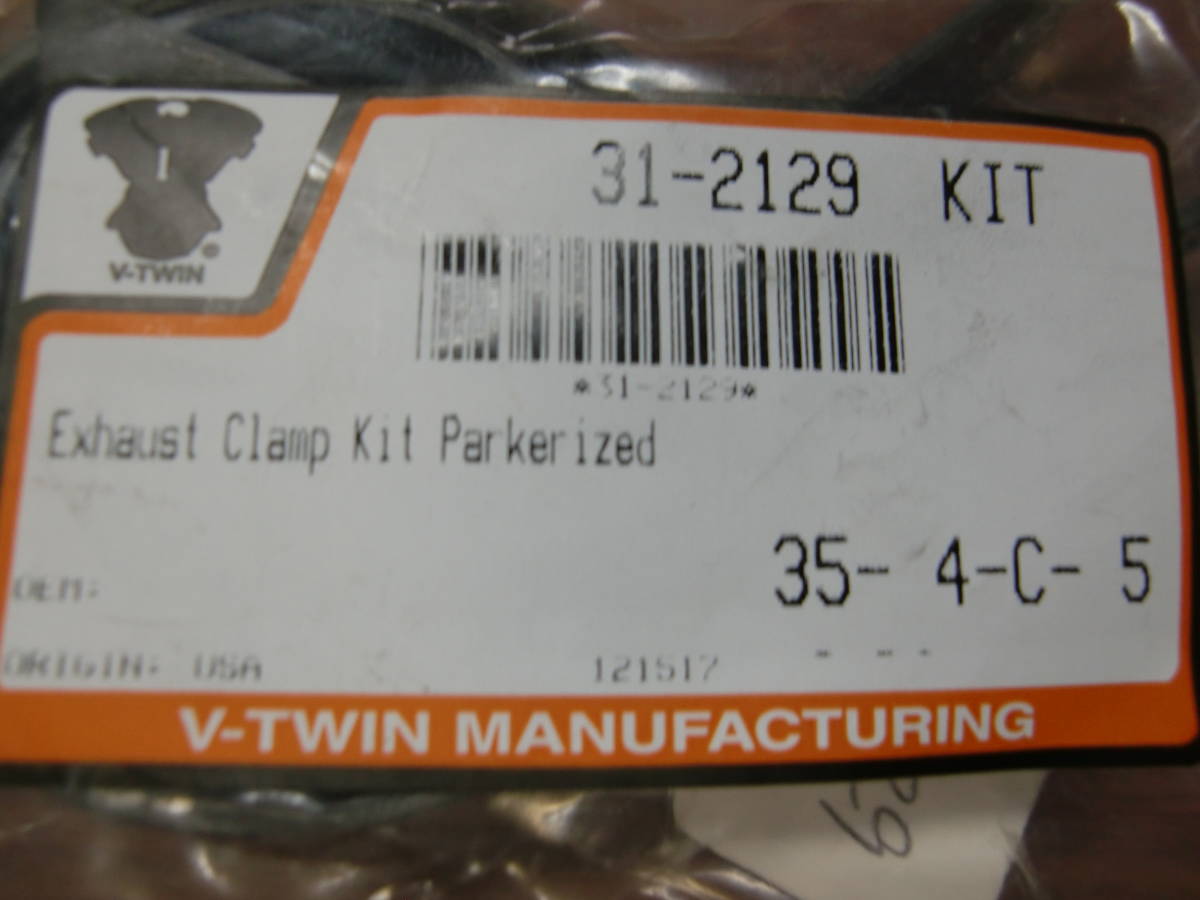 31-2129 KIT
V-TWIN
*31-2129*
Exhaust Clamp Kit Parkerized
35- 4-C- 5
OEM:
ORIGIN: USA 121517 - - -
V-TWIN MANUFACTURING